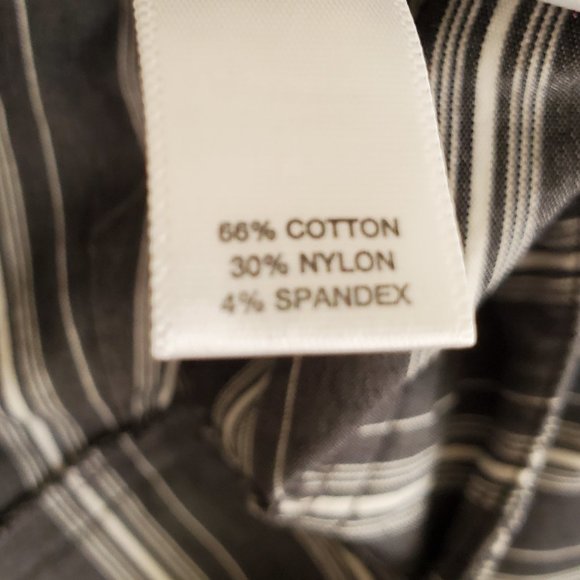 66% COTTON
30% NYLON
4% SPANDEX